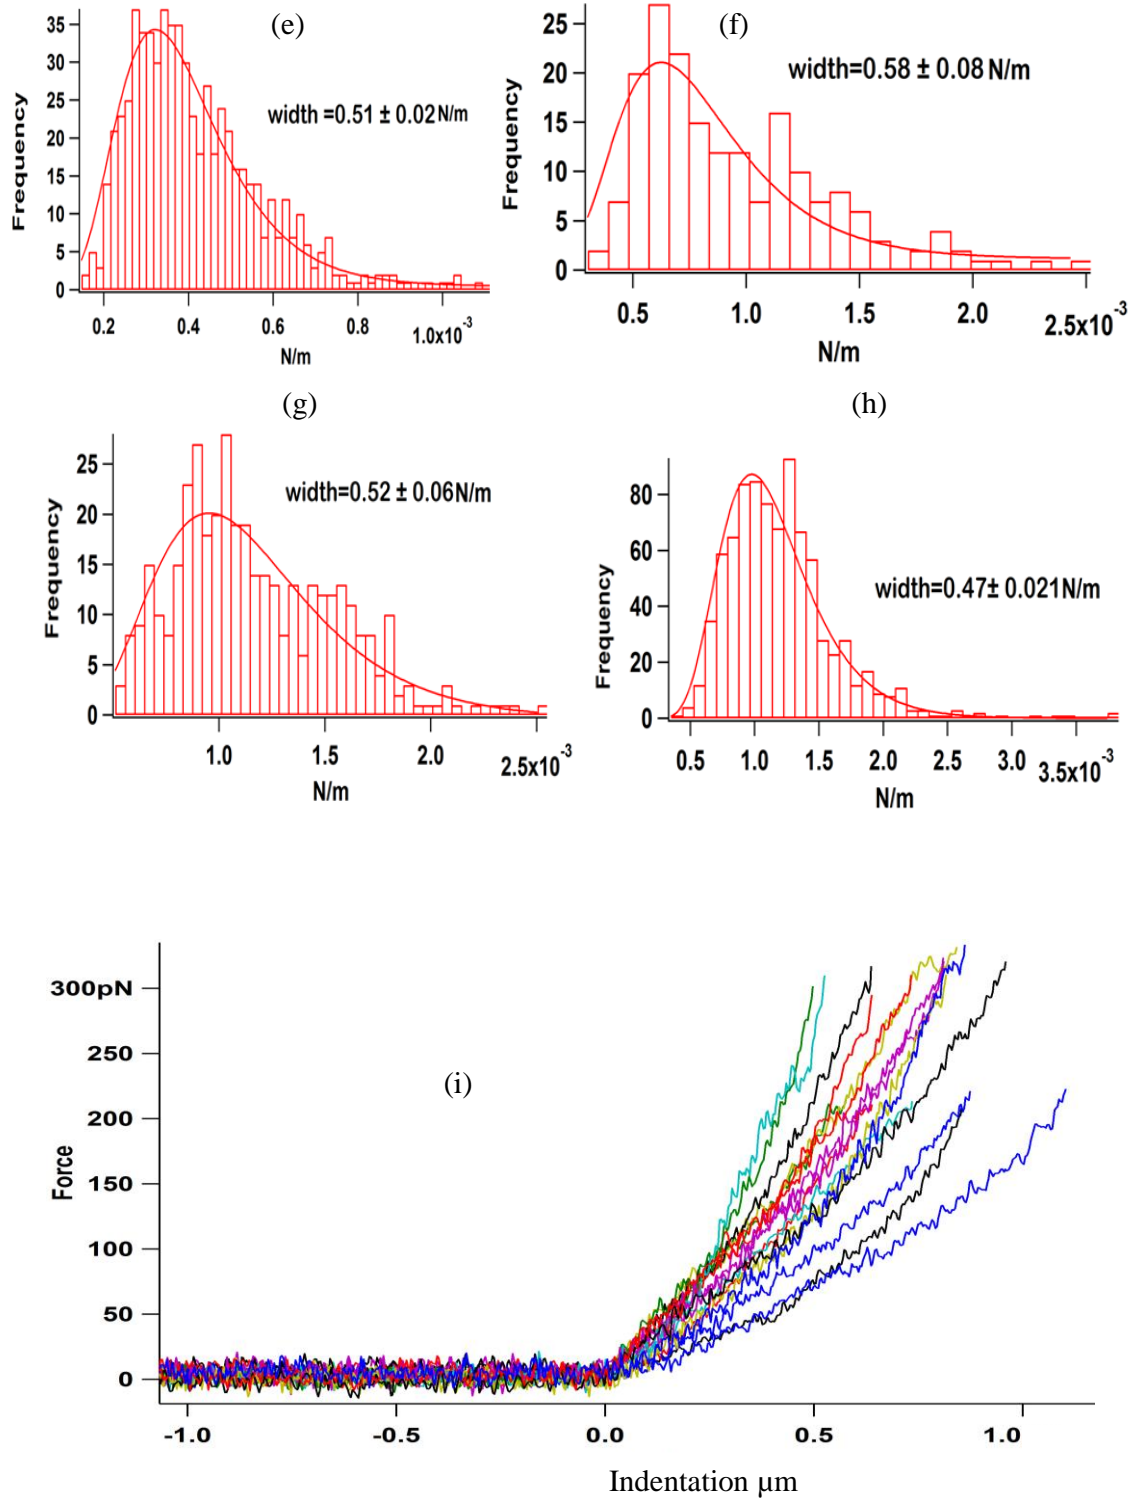 (e)
35
30
25
20
15
10
5
0
Frequency
width =0.51 ± 0.02 N/m
0.2 0.4 0.6 0.8 1.0x10⁻³
N/m
(f)
25
20
15
10
5
0
Frequency
width=0.58 ± 0.08 N/m
0.5 1.0 1.5 2.0 2.5x10⁻³
N/m
(g)
25
20
15
10
5
0
Frequency
width=0.52 ± 0.06N/m
1.0 1.5 2.0 2.5x10⁻³
N/m
(h)
80
60
40
20
0
Frequency
width=0.47± 0.021N/m
0.5 1.0 1.5 2.0 2.5 3.0 3.5x10⁻³
N/m
300pN
250
200
150
100
50
0
Force
(i)
-1.0 -0.5 0.0 0.5 1.0
Indentation µm